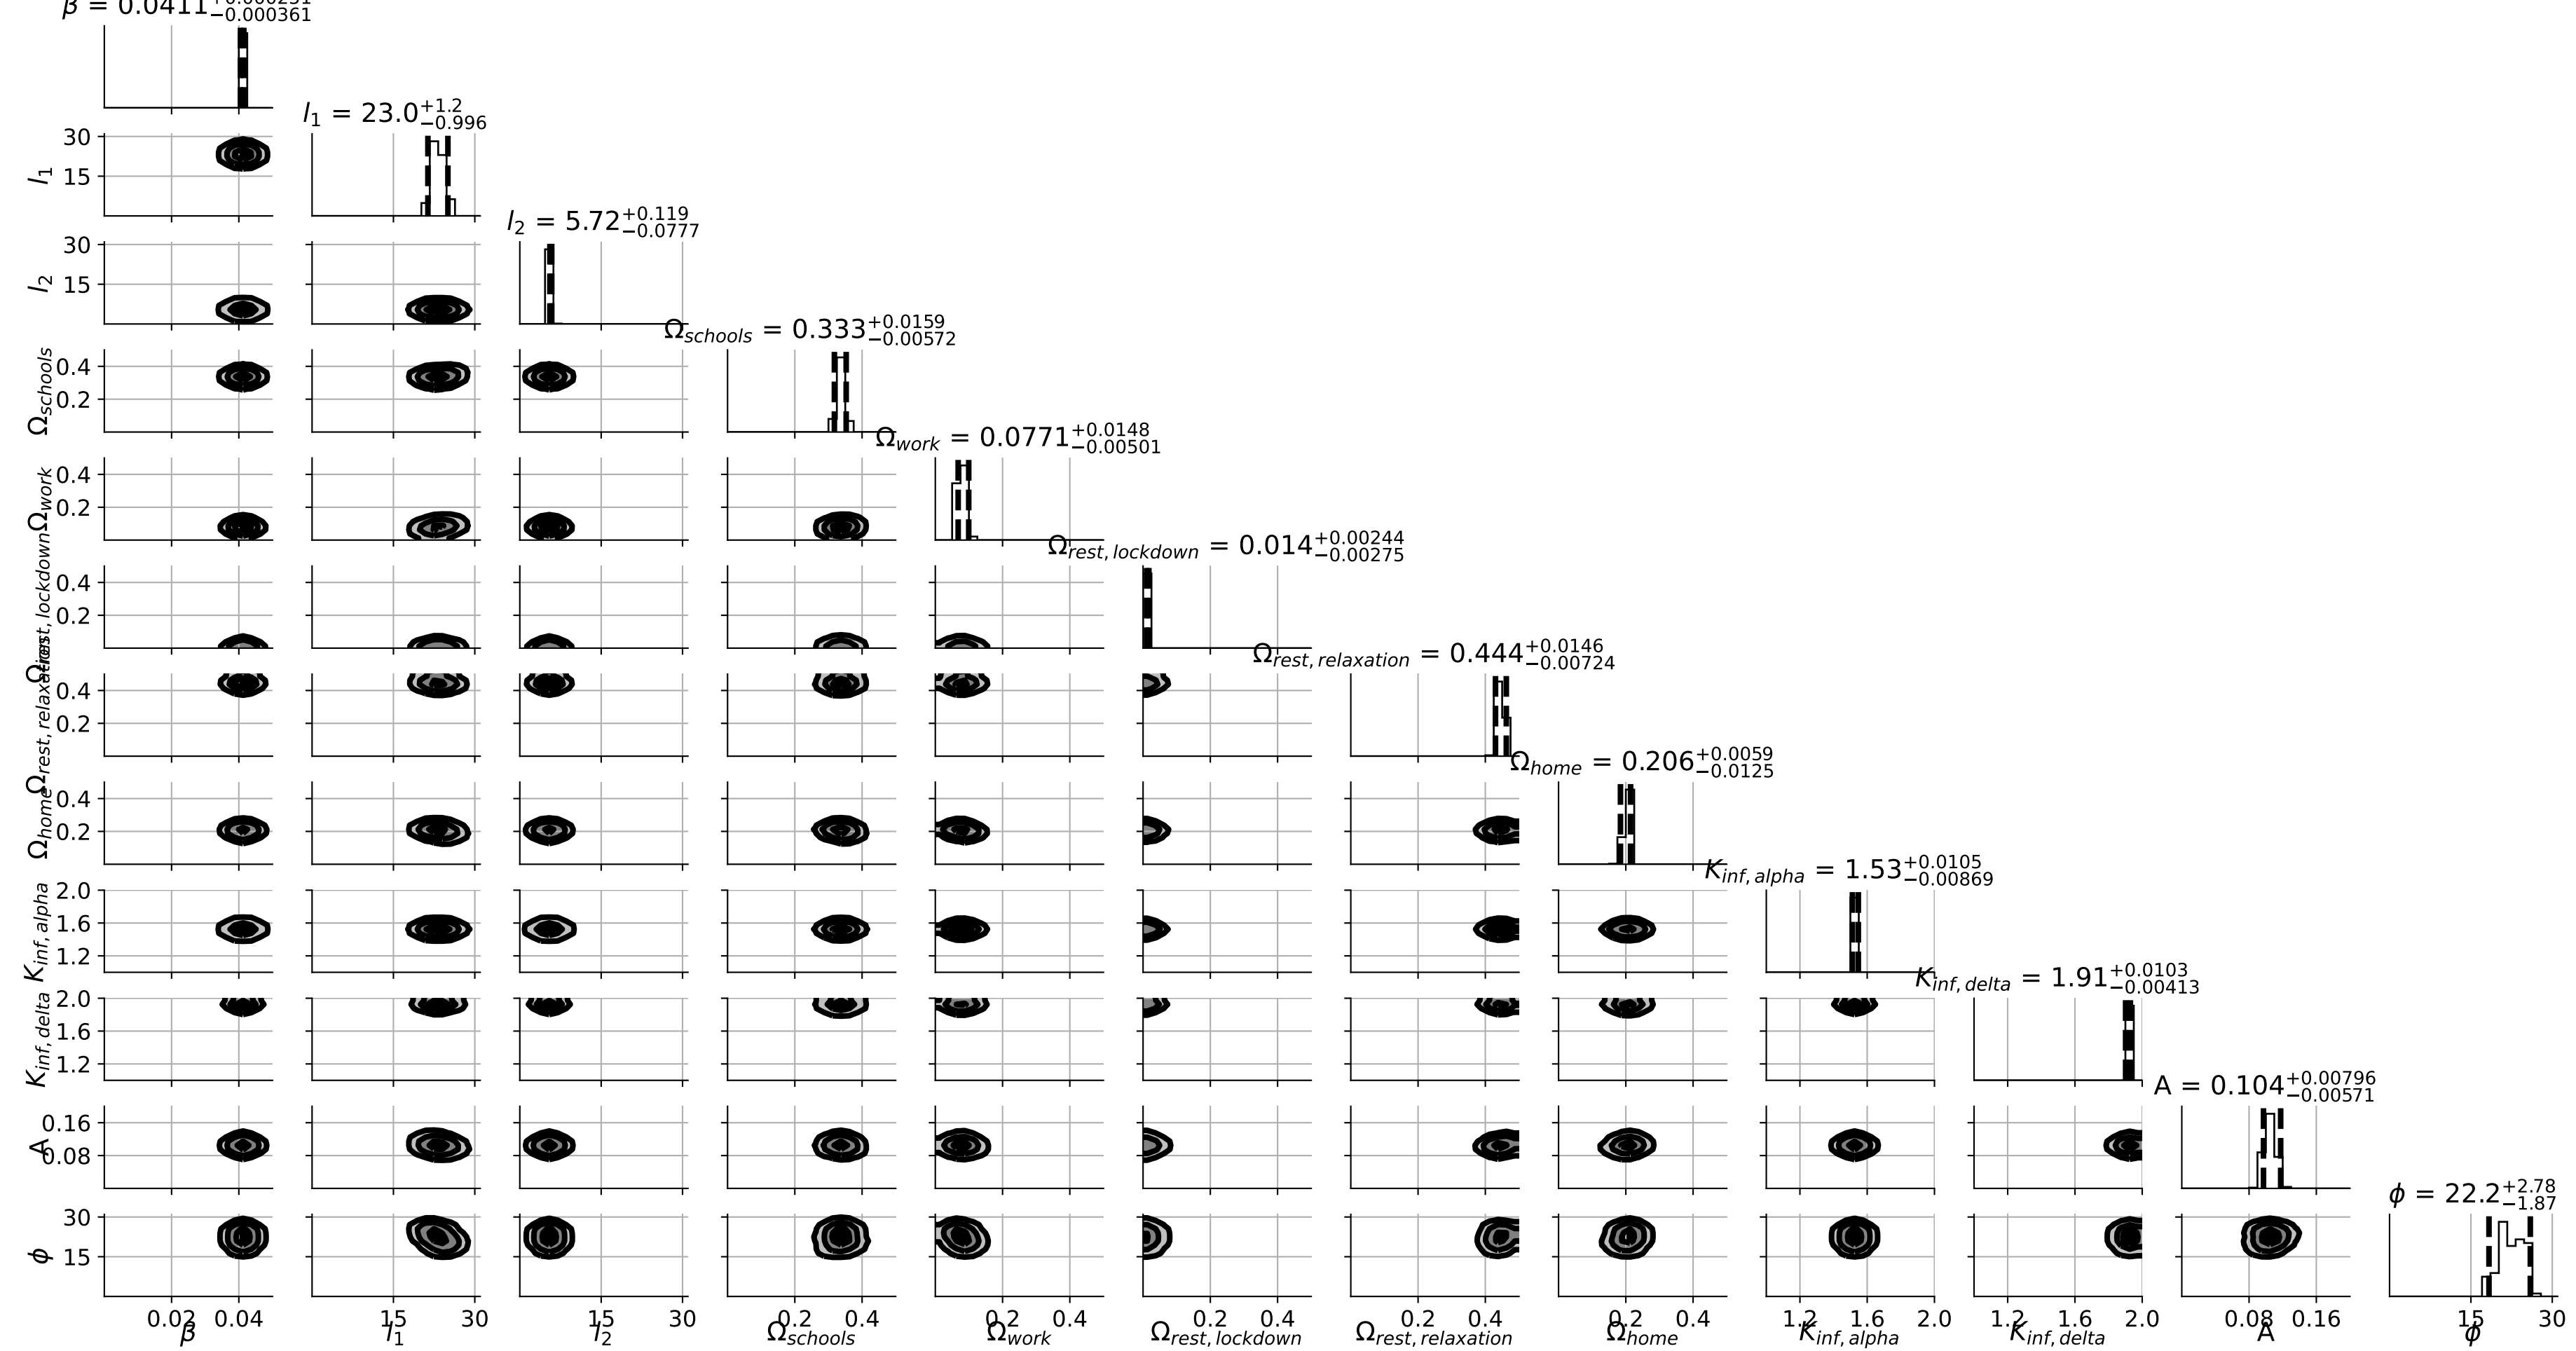 β = 0.0411 −0.000361
l1 = 23.0 +1.2 −0.996
30
15
l1
l2 = 5.72 +0.119 −0.0777
30
15
l2
Ωschools = 0.333 +0.0159 −0.00572
0.4
0.2
Ωschools
Ωwork = 0.0771 +0.0148 −0.00501
0.4
0.2
Ωwork
Ωrest, lockdown = 0.014 +0.00244 −0.00275
0.4
0.2
Ωrest, lockdown
Ωrest, relaxation = 0.444 +0.0146 −0.00724
0.4
0.2
Ωrest, relaxation
Ωhome = 0.206 +0.0059 −0.0125
0.4
0.2
Ωhome
Kinf, alpha = 1.53 +0.0105 −0.00869
2.0
1.6
1.2
Kinf, alpha
Kinf, delta = 1.91 +0.0103 −0.00413
2.0
1.6
1.2
Kinf, delta
A = 0.104 +0.00796 −0.00571
0.16
0.08
A
ϕ = 22.2 +2.78 −1.87
30
15
ϕ
0.02 0.04 15 30 15 30 0.2 0.4 0.2 0.4 0.2 0.4 0.2 0.4 0.2 0.4 1.2 1.6 2.0 1.2 1.6 2.0 0.08 0.16 15 30
β l1 l2 Ωschools Ωwork Ωrest, lockdown Ωrest, relaxation Ωhome Kinf, alpha Kinf, delta A ϕ